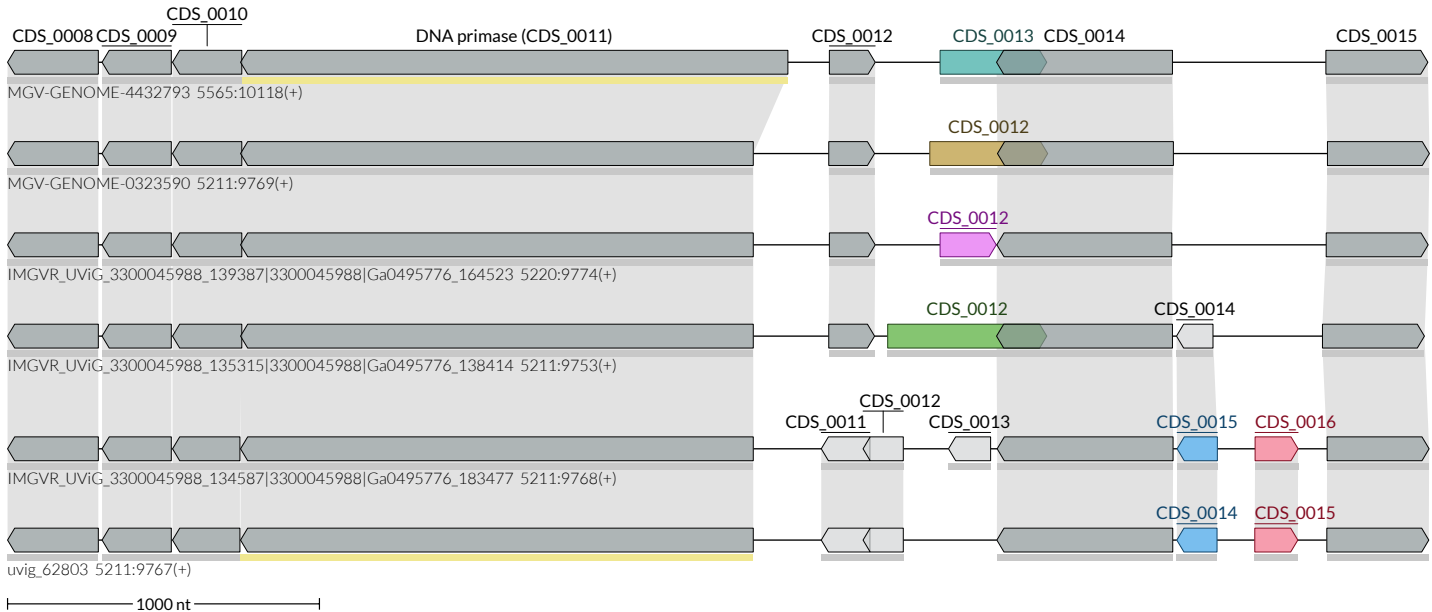 CDS_0010
CDS_0008 CDS_0009 DNA primase (CDS_0011) CDS_0012 CDS_0013 CDS_0014 CDS_0015
MGV-GENOME-4432793 5565:10118(+)
CDS_0012
MGV-GENOME-0323590 5211:9769(+)
CDS_0012
IMGVR_UViG_3300045988_139387|3300045988|Ga0495776_164523 5220:9774(+)
CDS_0012 CDS_0014
IMGVR_UViG_3300045988_135315|3300045988|Ga0495776_138414 5211:9753(+)
CDS_0012
CDS_0011 CDS_0013 CDS_0015 CDS_0016
IMGVR_UViG_3300045988_134587|3300045988|Ga0495776_183477 5211:9768(+)
CDS_0014 CDS_0015
uvig_62803 5211:9767(+)
1000 nt